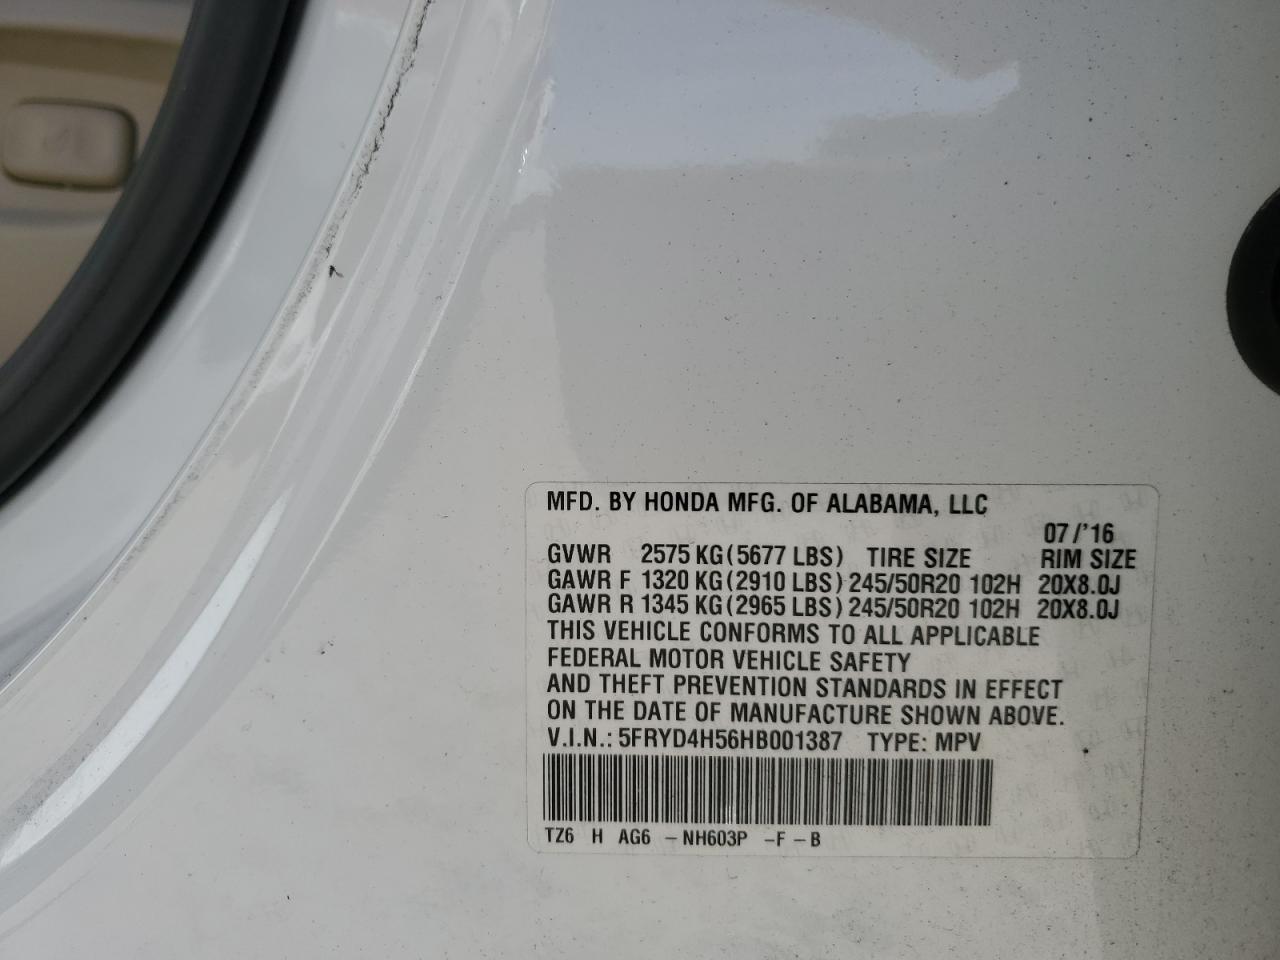 MFD. BY HONDA MFG. OF ALABAMA, LLC
07/'16
GVWR 2575 KG (5677 LBS) TIRE SIZE RIM SIZE
GAWR F 1320 KG (2910 LBS) 245/50R20 102H 20X8.0J
GAWR R 1345 KG (2965 LBS) 245/50R20 102H 20X8.0J
THIS VEHICLE CONFORMS TO ALL APPLICABLE
FEDERAL MOTOR VEHICLE SAFETY
AND THEFT PREVENTION STANDARDS IN EFFECT
ON THE DATE OF MANUFACTURE SHOWN ABOVE.
V.I.N.: 5FRYD4H56HB001387 TYPE: MPV
TZ6 H AG6 -NH603P -F-B